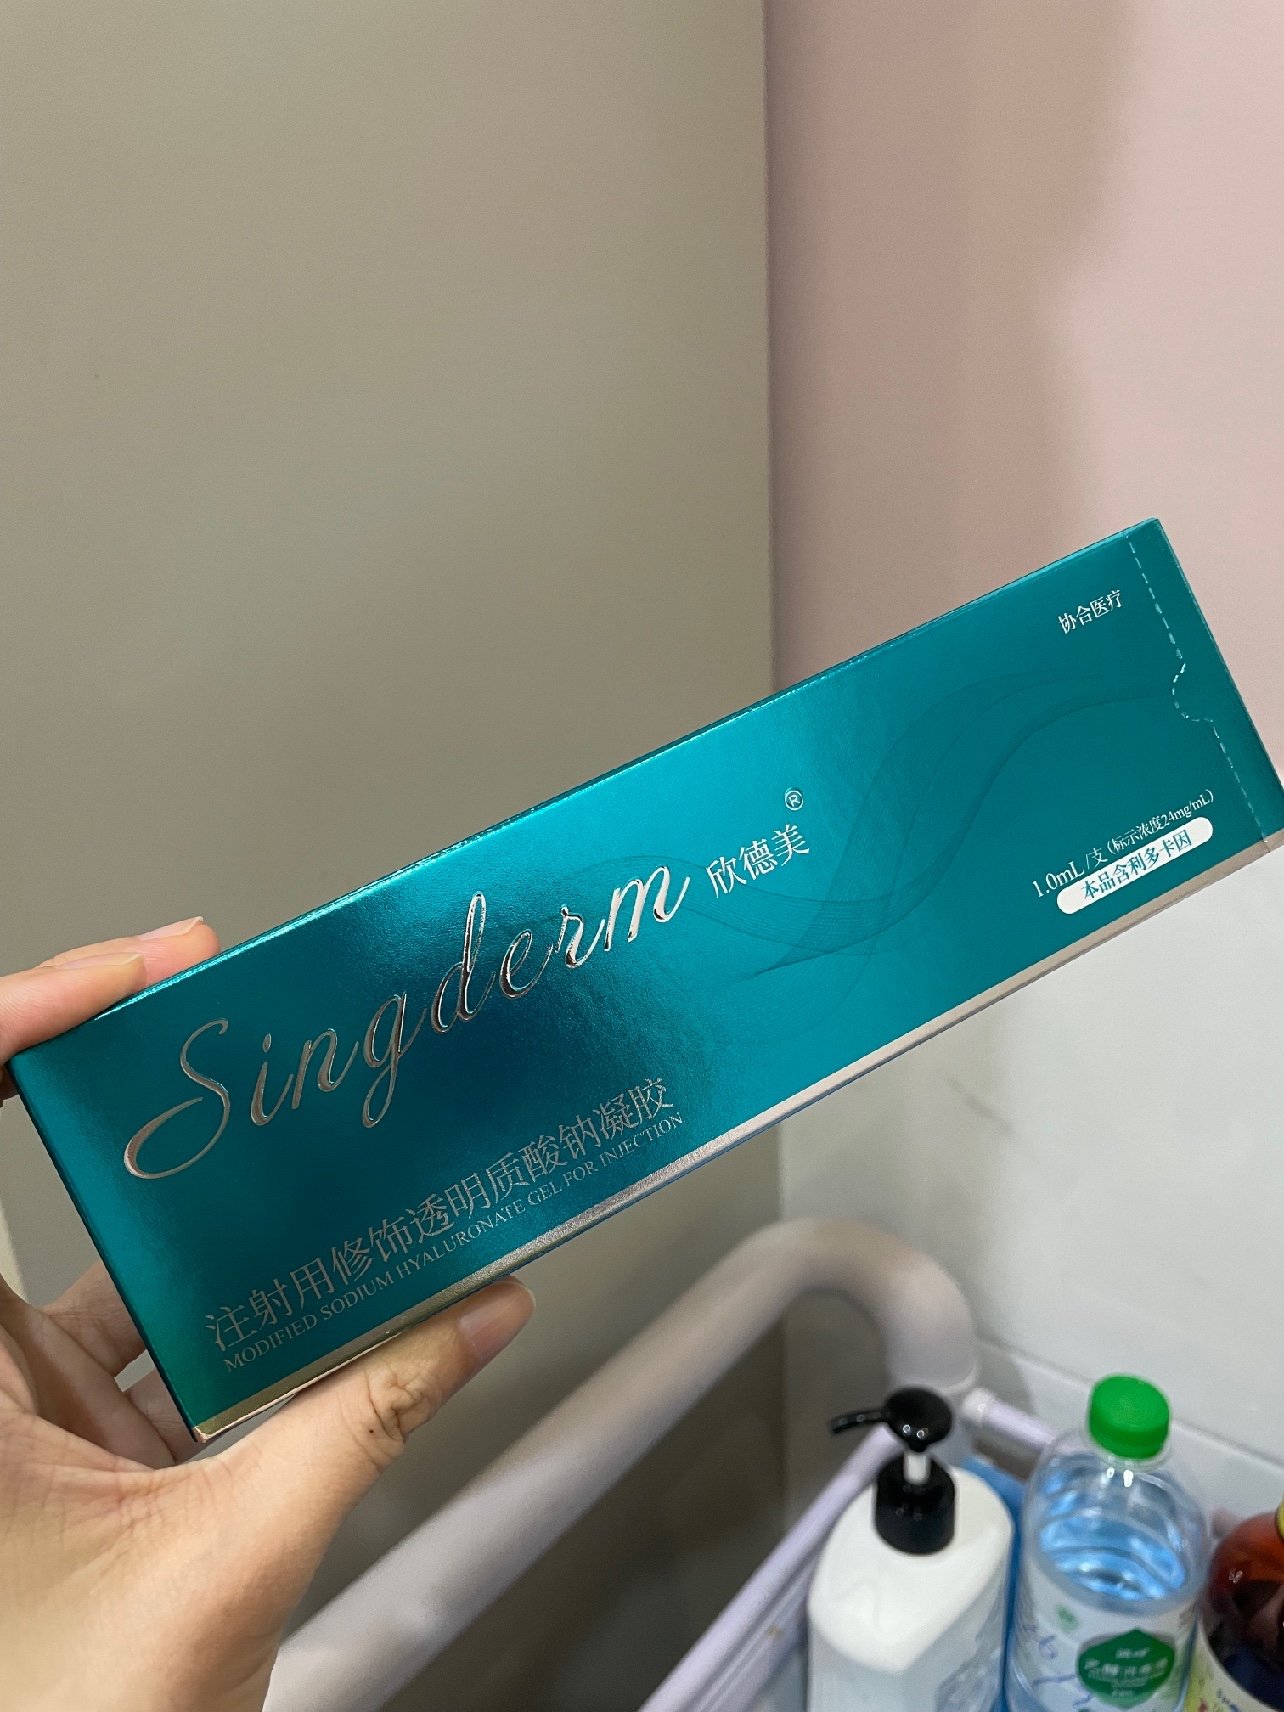 协合医疗
Singderm 欣德美®
1.0mL/支(标示浓度24mg/mL)
本品含利多卡因
注射用修饰透明质酸钠凝胶
MODIFIED SODIUM HYALURONATE GEL FOR INJECTION